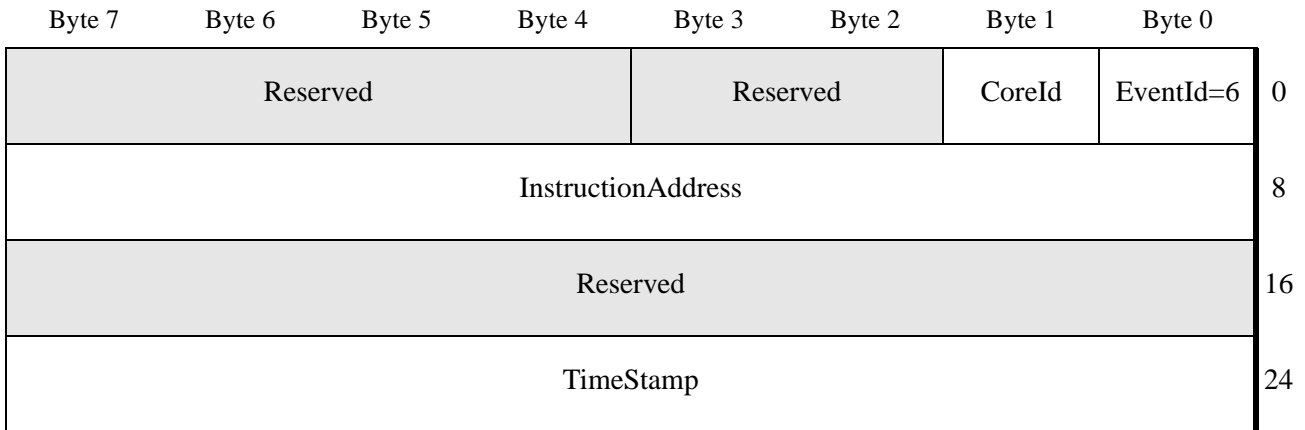 Byte 7 Byte 6 Byte 5 Byte 4 Byte 3 Byte 2 Byte 1 Byte 0
Reserved Reserved CoreId EventId=6 0
InstructionAddress 8
Reserved 16
TimeStamp 24